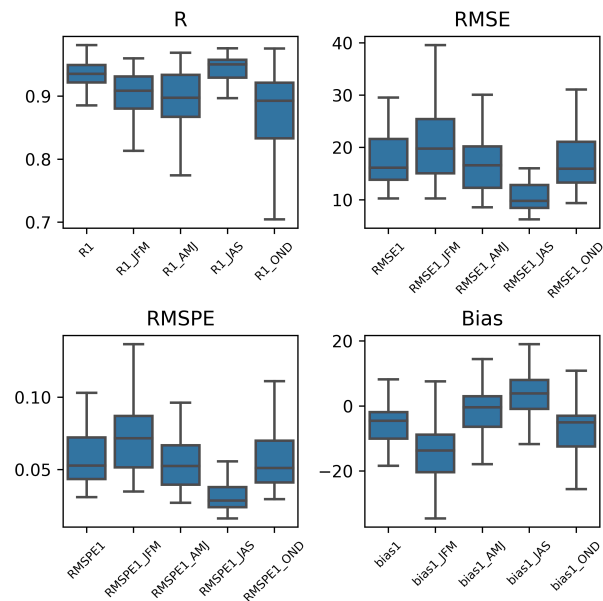 R
0.9
0.8
0.7
R1
R1_JFM
R1_AMJ
R1_JAS
R1_OND
RMSE
40
30
20
10
RMSE1
RMSE1_JFM
RMSE1_AMJ
RMSE1_JAS
RMSE1_OND
RMSPE
0.10
0.05
RMSPE1
RMSPE1_JFM
RMSPE1_AMJ
RMSPE1_JAS
RMSPE1_OND
Bias
20
0
−20
bias1
bias1_JFM
bias1_AMJ
bias1_JAS
bias1_OND